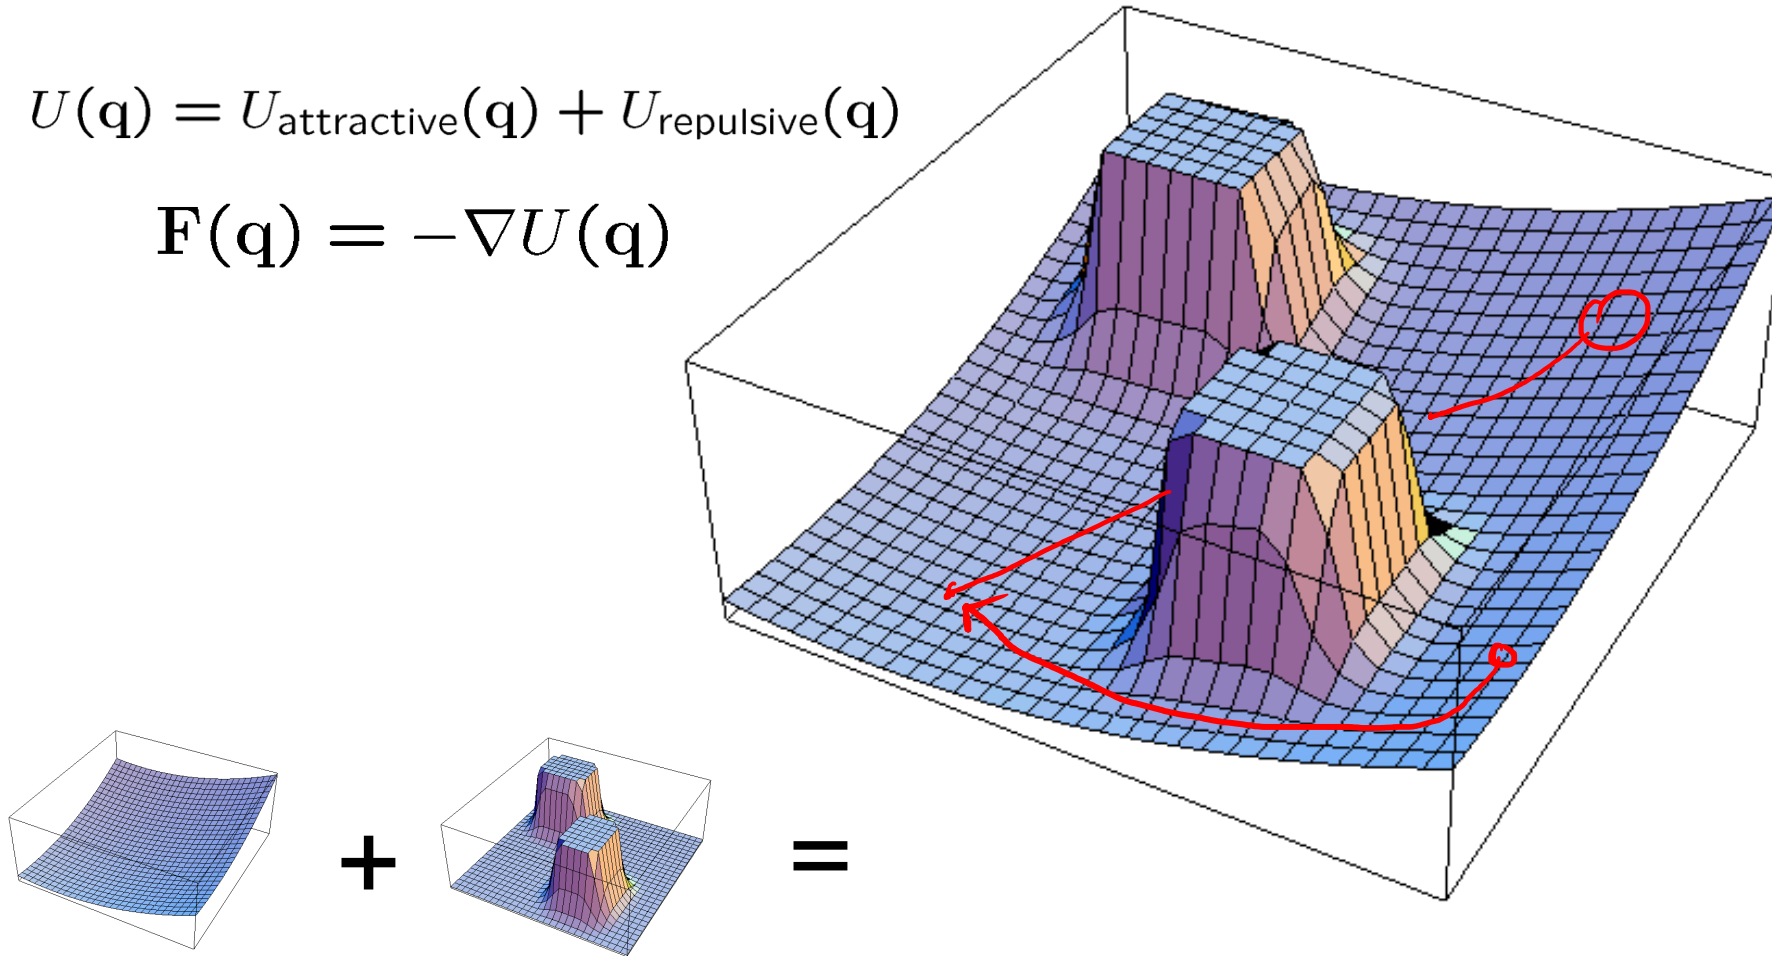 U(q) = U_attractive(q) + U_repulsive(q)
F(q) = −∇U(q)
+ =